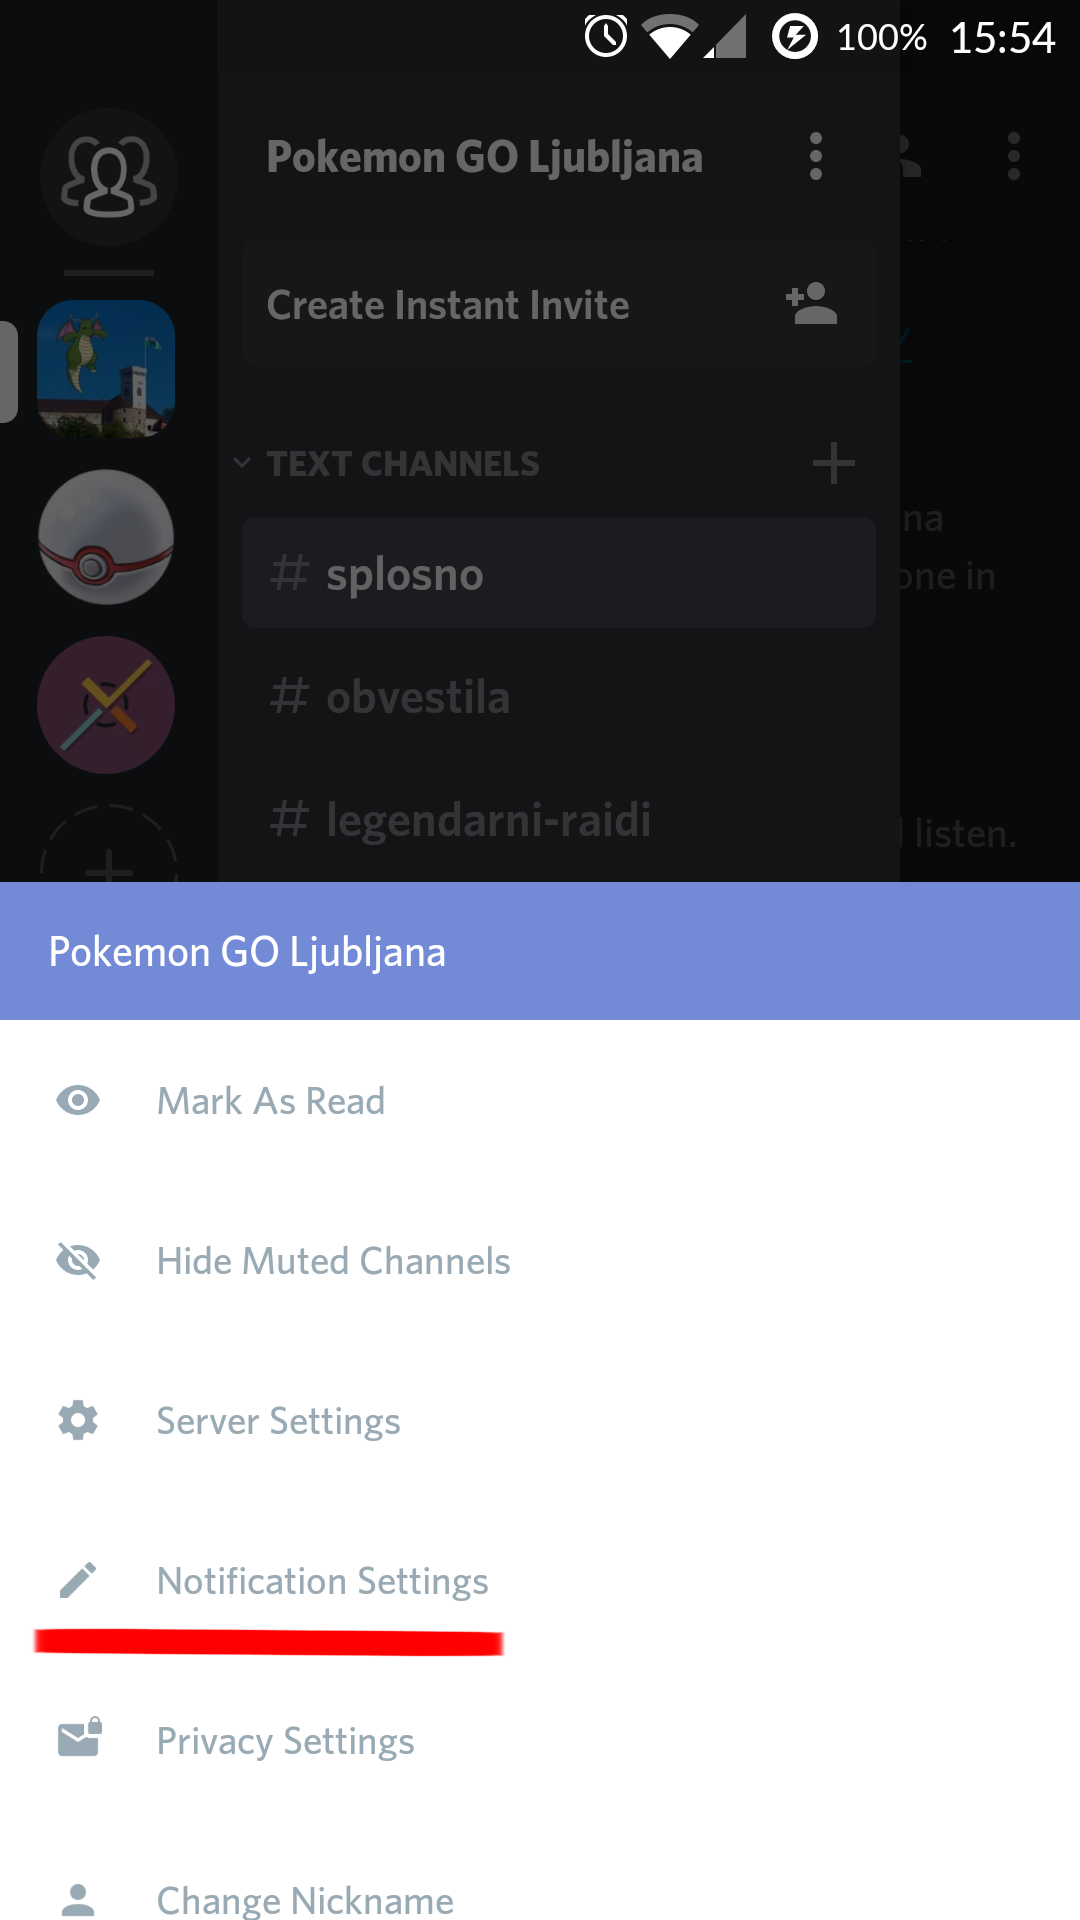 100% 15:54
Pokemon GO Ljubljana
Create Instant Invite
TEXT CHANNELS
na
# splosno
one in
# obvestila
# legendarni-raidi
listen.
Pokemon GO Ljubljana
Mark As Read
Hide Muted Channels
Server Settings
Notification Settings
Privacy Settings
Change Nickname